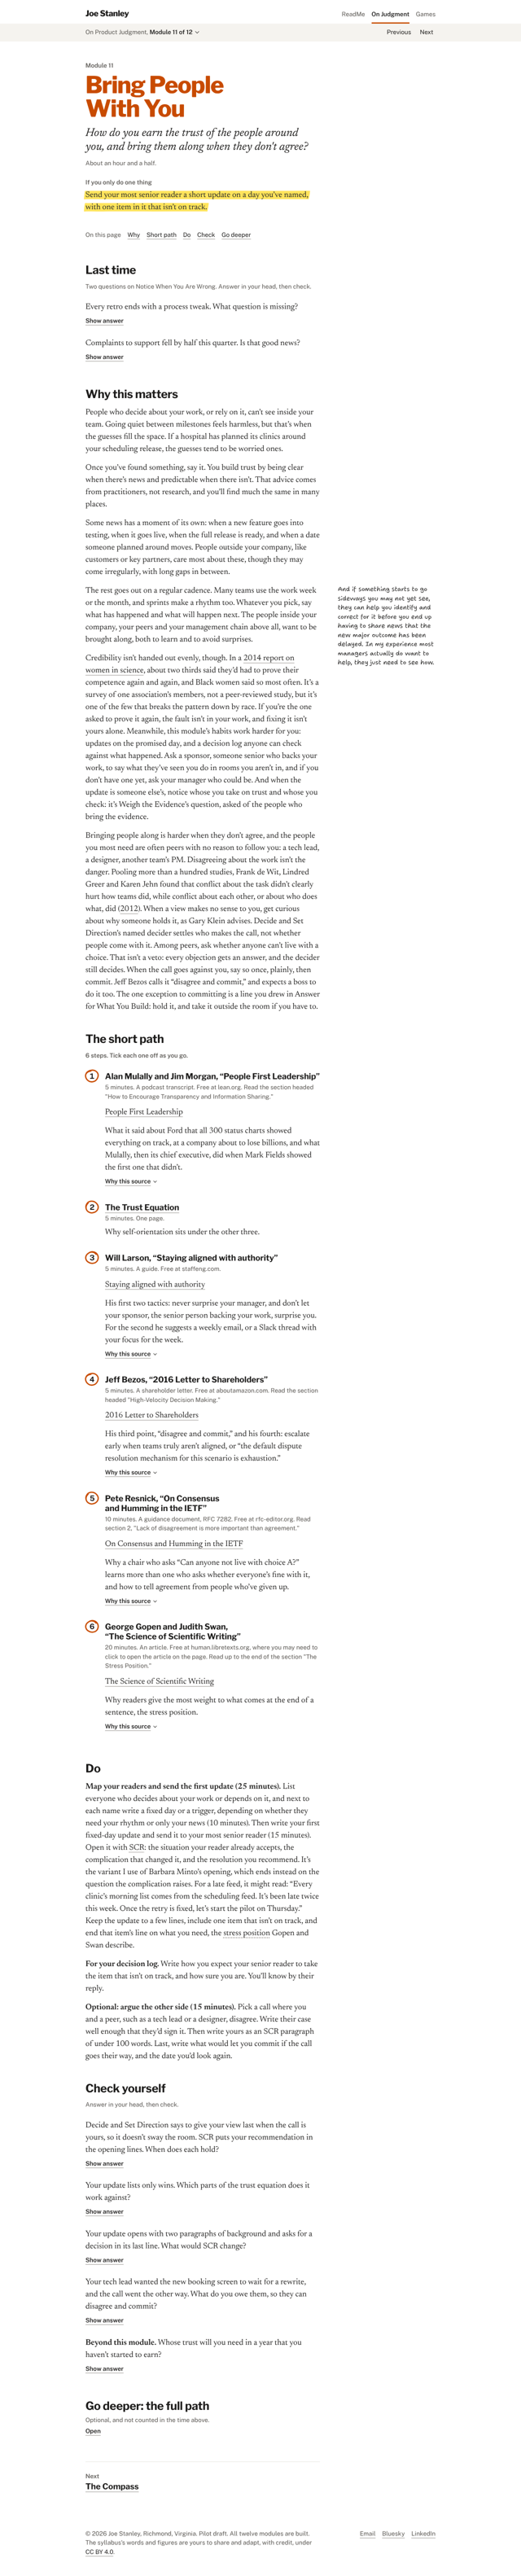 Joe Stanley
ReadMe On Judgment Games
On Product Judgment, Module 11 of 12
Previous Next
Module 11
Bring People
With You
How do you earn the trust of the people around
you, and bring them along when they don't agree?
About an hour and a half.
If you only do one thing
Send your most senior reader a short update on a day you've named,
with one item in it that isn't on track.
On this page Why Short path Do Check Go deeper
Last time
Two questions on Notice When You Are Wrong. Answer in your head, then check.
Every retro ends with a process tweak. What question is missing?
Show answer
Complaints to support fell by half this quarter. Is that good news?
Show answer
Why this matters
People who decide about your work, or rely on it, can't see inside your
team. Going quiet between milestones feels harmless, but that's when
the guesses fill the space. If a hospital has planned its clinics around
your scheduling release, the guesses tend to be worried ones.
Once you've found something, say it. You build trust by being clear
when there's news and predictable when there isn't. That advice comes
from practitioners, not research, and you'll find much the same in many
places.
Some news has a moment of its own: when a new feature goes into
testing, when it goes live, when the full release is ready, and when a date
someone planned around moves. People outside your company, like
customers or key partners, care most about these, though they may
come irregularly, with long gaps in between.
The rest goes out on a regular cadence. Many teams use the work week
or the month, and sprints make a rhythm too. Whatever you pick, say
what has happened and what will happen next. The people inside your
company, your peers and your management chain above all, want to be
brought along, both to learn and to avoid surprises.
And if something starts to go
sideways you may not yet see,
they can help you identify and
correct for it before you end up
having to share news that the
new major outcome has been
delayed. In my experience most
managers actually do want to
help, they just need to see how.
Credibility isn't handed out evenly, though. In a 2014 report on
women in science, about two thirds said they'd had to prove their
competence again and again, and Black women said so most often. It's a
survey of one association's members, not a peer-reviewed study, but it's
one of the few that breaks the pattern down by race. If you're the one
asked to prove it again, the fault isn't in your work, and fixing it isn't
yours alone. Meanwhile, this module's habits work harder for you:
updates on the promised day, and a decision log anyone can check
against what happened. Ask a sponsor, someone senior who backs your
work, to say what they've seen you do in rooms you aren't in, and if you
don't have one yet, ask your manager who could be. And when the
update is someone else's, notice whose you take on trust and whose you
check: it's Weigh the Evidence's question, asked of the people who
bring the evidence.
Bringing people along is harder when they don't agree, and the people
you most need are often peers with no reason to follow you: a tech lead,
a designer, another team's PM. Disagreeing about the work isn't the
danger. Pooling more than a hundred studies, Frank de Wit, Lindred
Greer and Karen Jehn found that conflict about the task didn't clearly
hurt how teams did, while conflict about each other, or about who does
what, did (2012). When a view makes no sense to you, get curious
about why someone holds it, as Gary Klein advises. Decide and Set
Direction's named decider settles who makes the call, not whether
people come with it. Among peers, ask whether anyone can't live with a
choice. That isn't a veto: every objection gets an answer, and the decider
still decides. When the call goes against you, say so once, plainly, then
commit. Jeff Bezos calls it "disagree and commit," and expects a boss to
do it too. The one exception to committing is a line you drew in Answer
for What You Build: hold it, and take it outside the room if you have to.
The short path
6 steps. Tick each one off as you go.
1 Alan Mulally and Jim Morgan, "People First Leadership"
5 minutes. A podcast transcript. Free at lean.org. Read the section headed
"How to Encourage Transparency and Information Sharing."
People First Leadership
What it said about Ford that all 300 status charts showed
everything on track, at a company about to lose billions, and what
Mulally, then its chief executive, did when Mark Fields showed
the first one that didn't.
Why this source
2 The Trust Equation
5 minutes. One page.
Why self-orientation sits under the other three.
3 Will Larson, "Staying aligned with authority"
5 minutes. A guide. Free at staffeng.com.
Staying aligned with authority
His first two tactics: never surprise your manager, and don't let
your sponsor, the senior person backing your work, surprise you.
For the second he suggests a weekly email, or a Slack thread with
your focus for the week.
Why this source
4 Jeff Bezos, "2016 Letter to Shareholders"
5 minutes. A shareholder letter. Free at aboutamazon.com. Read the section
headed "High-Velocity Decision Making."
2016 Letter to Shareholders
His third point, "disagree and commit," and his fourth: escalate
early when teams truly aren't aligned, or "the default dispute
resolution mechanism for this scenario is exhaustion."
Why this source
5 Pete Resnick, "On Consensus
and Humming in the IETF"
10 minutes. A guidance document, RFC 7282. Free at rfc-editor.org. Read
section 2, "Lack of disagreement is more important than agreement."
On Consensus and Humming in the IETF
Why a chair who asks "Can anyone not live with choice A?"
learns more than one who asks whether everyone's fine with it,
and how to tell agreement from people who've given up.
Why this source
6 George Gopen and Judith Swan,
"The Science of Scientific Writing"
20 minutes. An article. Free at human.libretexts.org, where you may need to
click to open the article on the page. Read up to the end of the section "The
Stress Position."
The Science of Scientific Writing
Why readers give the most weight to what comes at the end of a
sentence, the stress position.
Why this source
Do
Map your readers and send the first update (25 minutes). List
everyone who decides about your work or depends on it, and next to
each name write a fixed day or a trigger, depending on whether they
need your rhythm or only your news (10 minutes). Then write your first
fixed-day update and send it to your most senior reader (15 minutes).
Open it with SCR: the situation your reader already accepts, the
complication that changed it, and the resolution you recommend. It's
the variant I use of Barbara Minto's opening, which ends instead on the
question the complication raises. For a late feed, it might read: "Every
clinic's morning list comes from the scheduling feed. It's been late twice
this week. Once the retry is fixed, let's start the pilot on Thursday."
Keep the update to a few lines, include one item that isn't on track, and
end that item's line on what you need, the stress position Gopen and
Swan describe.
For your decision log. Write how you expect your senior reader to take
the item that isn't on track, and how sure you are. You'll know by their
reply.
Optional: argue the other side (15 minutes). Pick a call where you
and a peer, such as a tech lead or a designer, disagree. Write their case
well enough that they'd sign it. Then write yours as an SCR paragraph
of under 100 words. Last, write what would let you commit if the call
goes their way, and the date you'd look again.
Check yourself
Answer in your head, then check.
Decide and Set Direction says to give your view last when the call is
yours, so it doesn't sway the room. SCR puts your recommendation in
the opening lines. When does each hold?
Show answer
Your update lists only wins. Which parts of the trust equation does it
work against?
Show answer
Your update opens with two paragraphs of background and asks for a
decision in its last line. What would SCR change?
Show answer
Your tech lead wanted the new booking screen to wait for a rewrite,
and the call went the other way. What do you owe them, so they can
disagree and commit?
Show answer
Beyond this module. Whose trust will you need in a year that you
haven't started to earn?
Show answer
Go deeper: the full path
Optional, and not counted in the time above.
Open
Next
The Compass
© 2026 Joe Stanley, Richmond, Virginia. Pilot draft. All twelve modules are built.
The syllabus's words and figures are yours to share and adapt, with credit, under
CC BY 4.0.
Email Bluesky LinkedIn